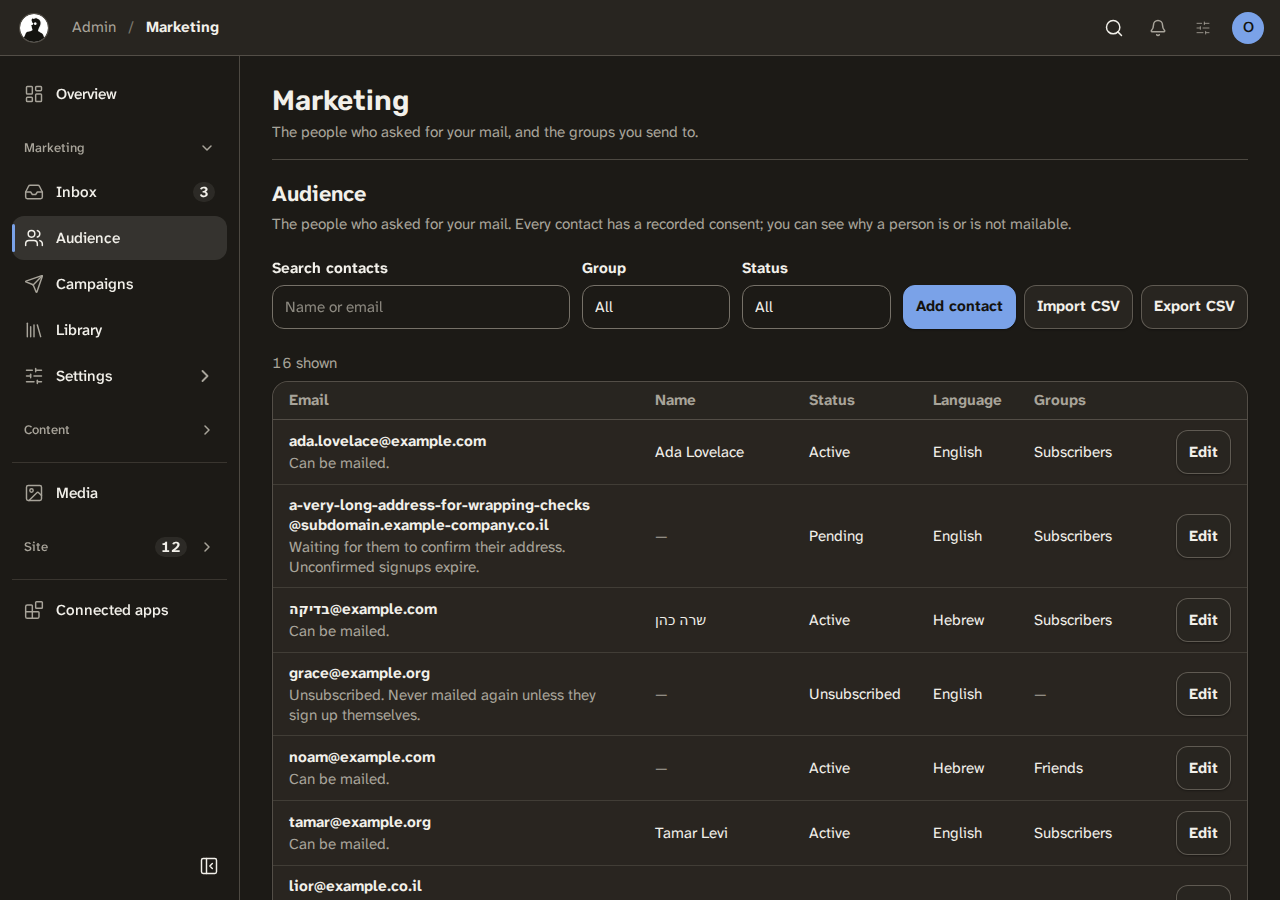 Admin / Marketing
O
Overview
Marketing
Inbox 3
Audience
Campaigns
Library
Settings
Content
Media
Site 12
Connected apps
Marketing
The people who asked for your mail, and the groups you send to.
Audience
The people who asked for your mail. Every contact has a recorded consent; you can see why a person is or is not mailable.
Search contacts Group Status
Name or email All All Add contact Import CSV Export CSV
16 shown
Email Name Status Language Groups
ada.lovelace@example.com
Can be mailed.
Ada Lovelace Active English Subscribers Edit
a-very-long-address-for-wrapping-checks
@subdomain.example-company.co.il
Waiting for them to confirm their address.
Unconfirmed signups expire.
— Pending English Subscribers Edit
בדיקה@example.com
Can be mailed.
שרה כהן Active Hebrew Subscribers Edit
grace@example.org
Unsubscribed. Never mailed again unless they
sign up themselves.
— Unsubscribed English — Edit
noam@example.com
Can be mailed.
— Active Hebrew Friends Edit
tamar@example.org
Can be mailed.
Tamar Levi Active English Subscribers Edit
lior@example.co.il